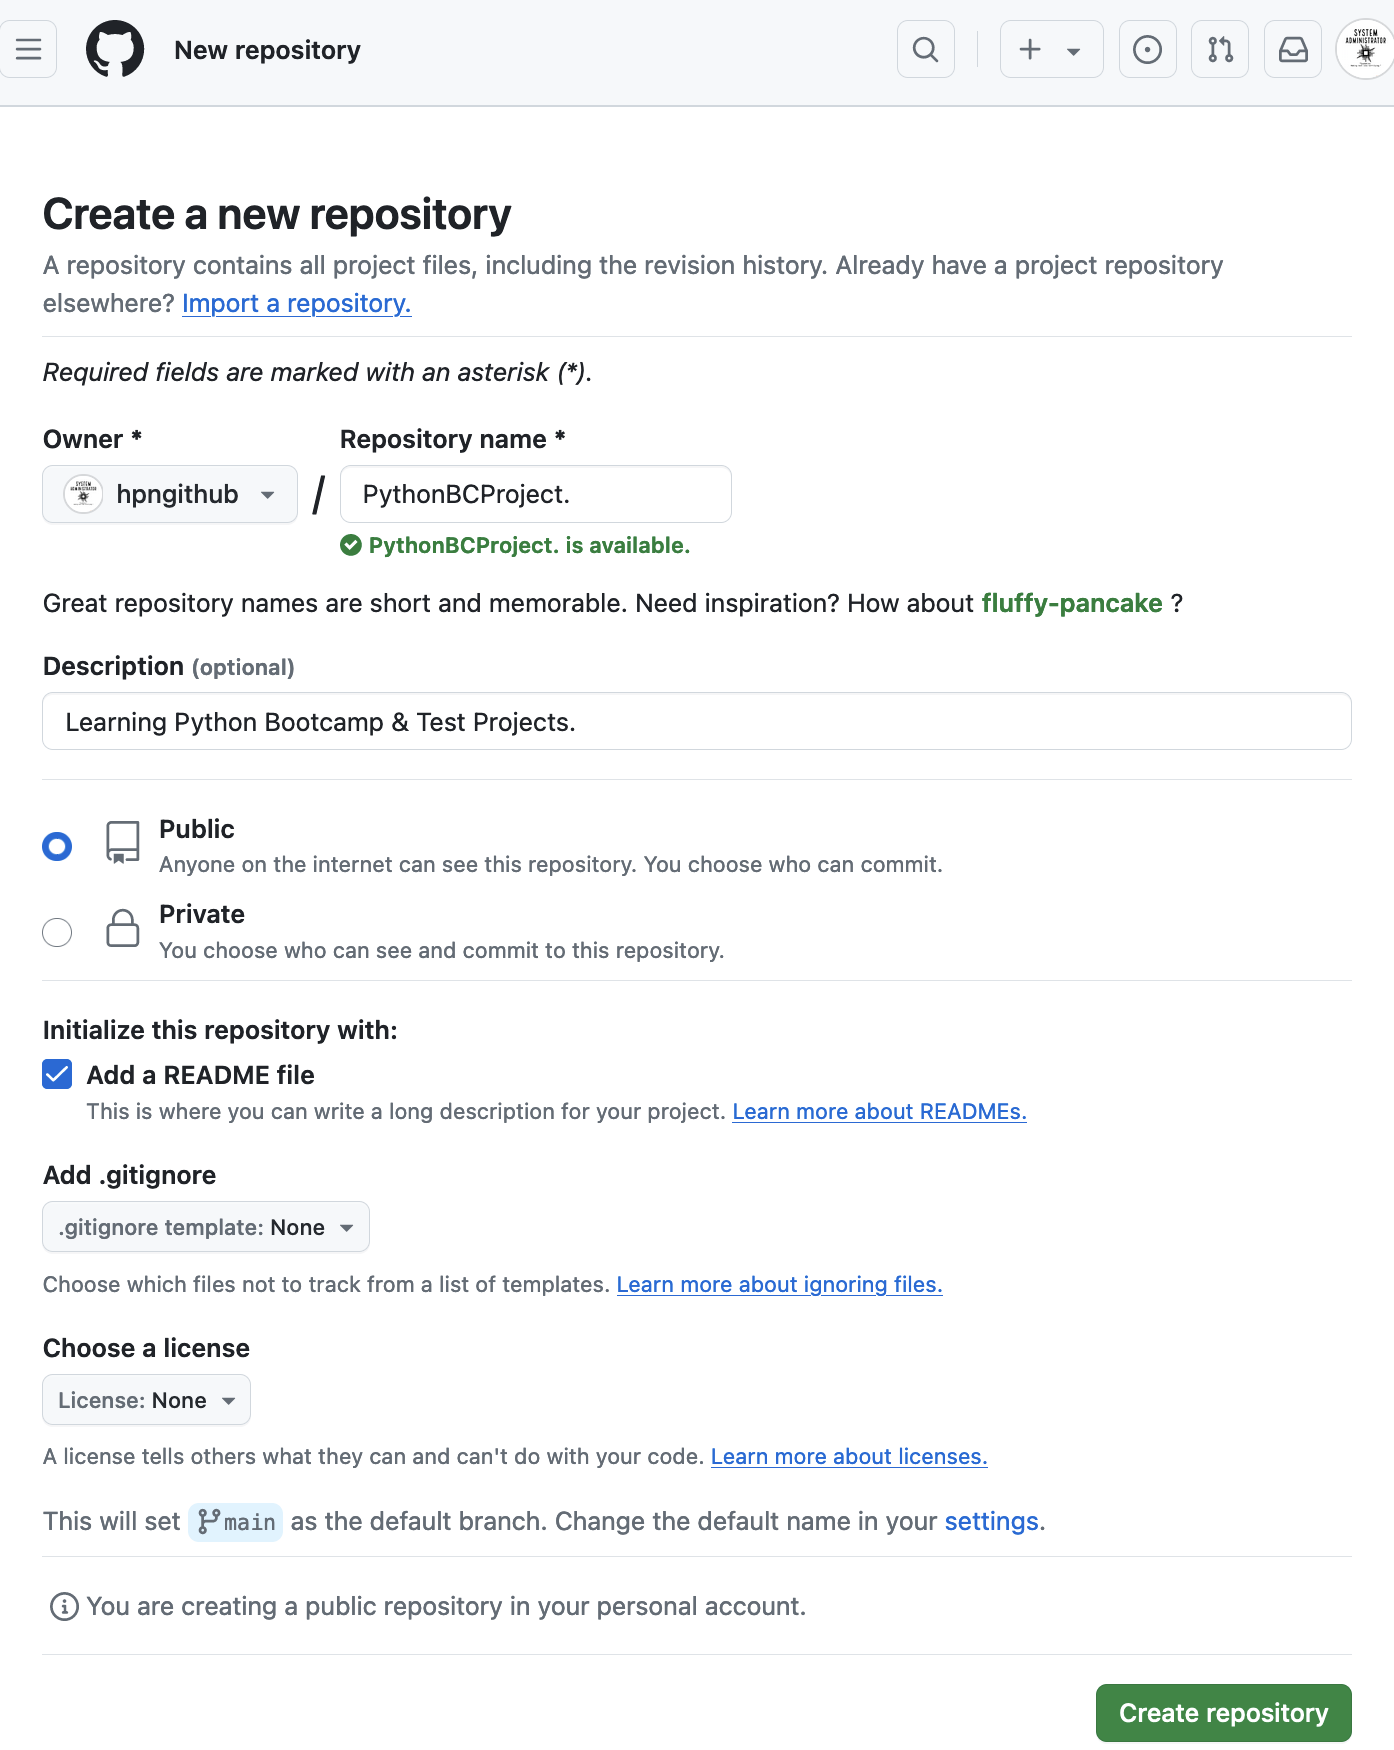 New repository
SYSTEM
ADMINISTRATOR
Create a new repository
A repository contains all project files, including the revision history. Already have a project repository
elsewhere? Import a repository.
Required fields are marked with an asterisk (*).
Owner *
Repository name *
SYSTEM
ADMINISTRATOR
hpngithub
/
PythonBCProject.
PythonBCProject. is available.
Great repository names are short and memorable. Need inspiration? How about fluffy-pancake ?
Description (optional)
Learning Python Bootcamp & Test Projects.
Public
Anyone on the internet can see this repository. You choose who can commit.
Private
You choose who can see and commit to this repository.
Initialize this repository with:
Add a README file
This is where you can write a long description for your project. Learn more about READMEs.
Add .gitignore
.gitignore template: None
Choose which files not to track from a list of templates. Learn more about ignoring files.
Choose a license
License: None
A license tells others what they can and can't do with your code. Learn more about licenses.
This will set main as the default branch. Change the default name in your settings.
You are creating a public repository in your personal account.
Create repository